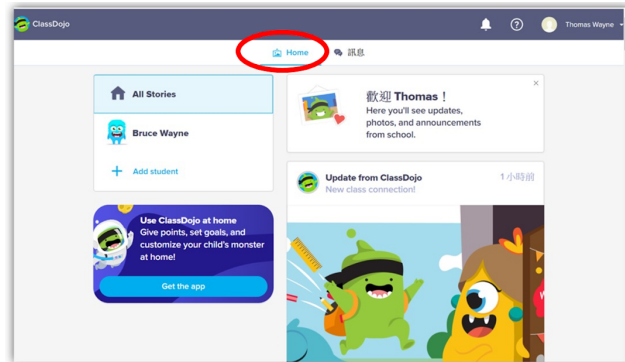 ClassDojo
Thomas Wayne
Home
訊息
All Stories
Bruce Wayne
Add student
Use ClassDojo at home
Give points, set goals, and
customize your child's monster
at home!
Get the app
歡迎 Thomas！
Here you'll see updates,
photos, and announcements
from school.
Update from ClassDojo
1 小時前
New class connection!